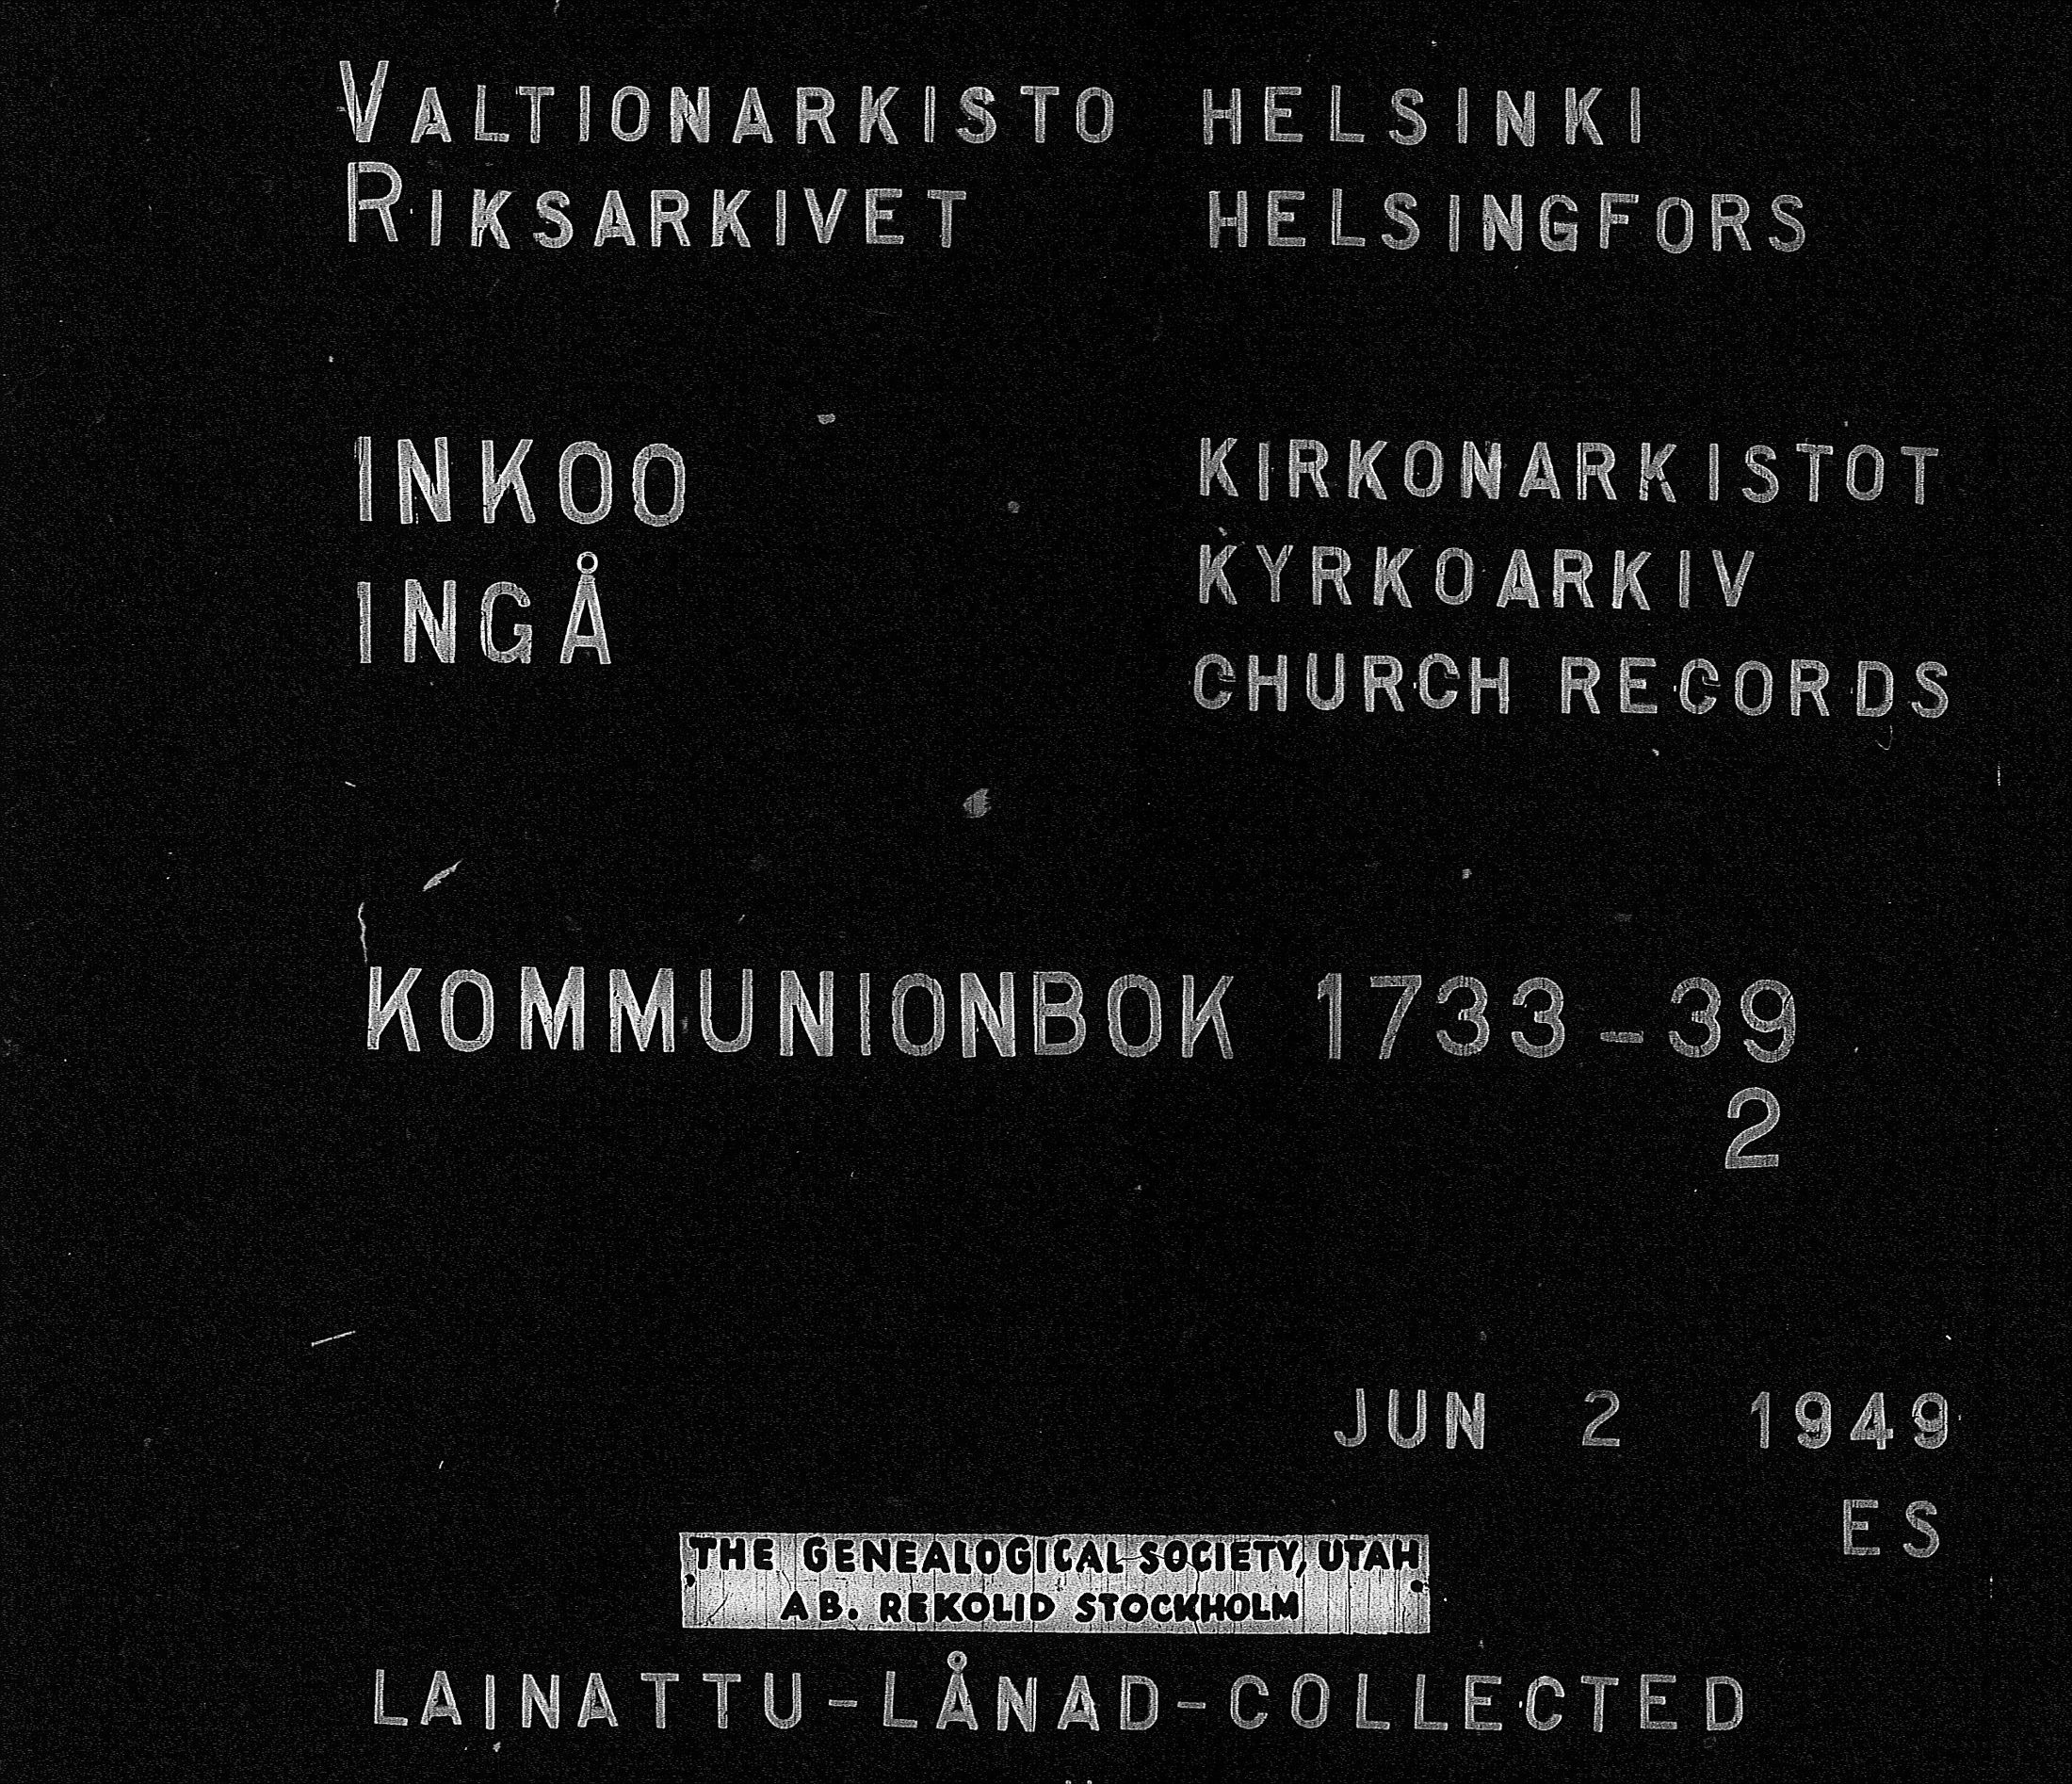 VALTIONARKISTO HELSINKI
RIKSARKIVET HELSINGFORS
INKOO
INGÅ
KIRKONARKISTOT
KYRKOARKIV
CHURCH RECORDS
KOMMUNIONBOK 1733-39
2
JUN 2 1949
ES
THE GENEALOGICAL SOCIETY, UTAH
AB. REKOLID STOCKHOLM
LAINATTU-LÅNAD-COLLECTED